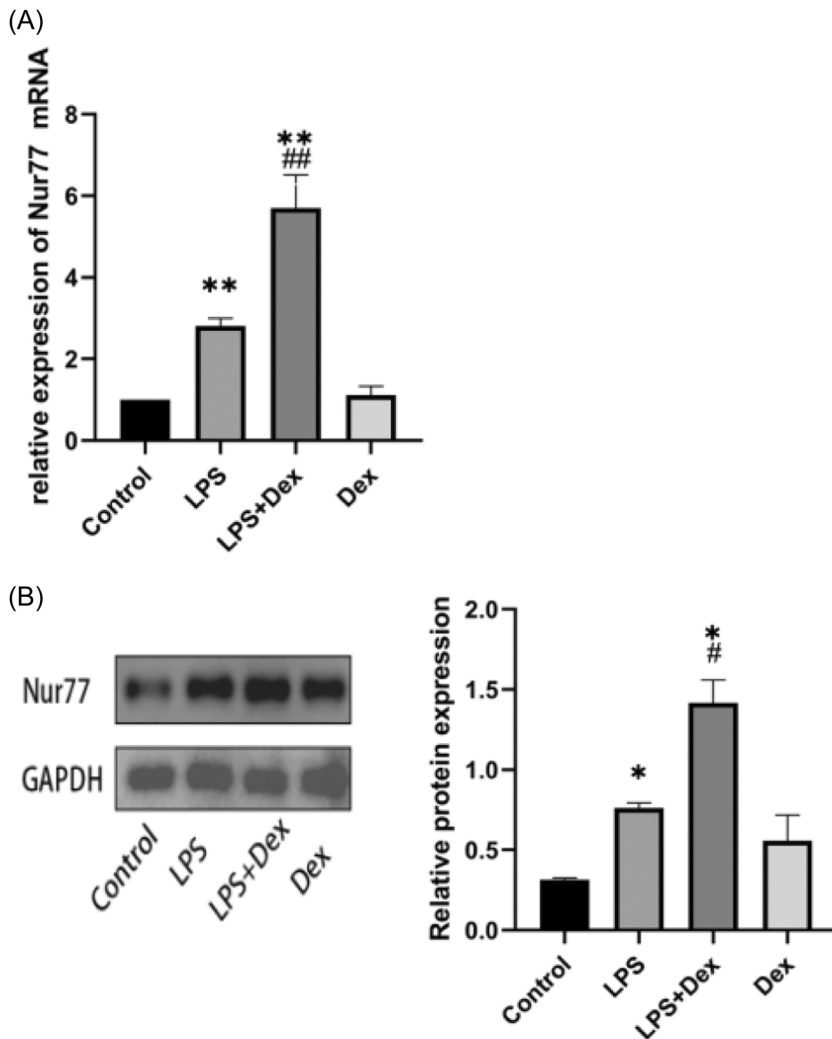 (A)
relative expression of Nur77 mRNA
8
6
4
2
0
**
**
##
Control
LPS
LPS+Dex
Dex
(B)
Nur77
GAPDH
Control
LPS
LPS+Dex
Dex
Relative protein expression
2.0
1.5
1.0
0.5
0.0
*
*
#
Control
LPS
LPS+Dex
Dex